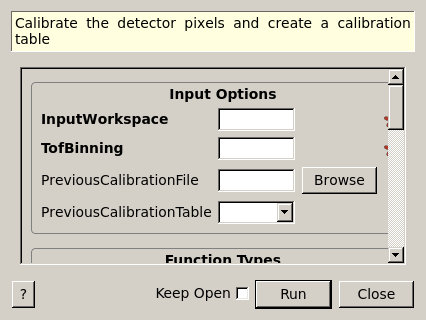 Calibrate the detector pixels and create a calibration
table
Input Options
InputWorkspace
TofBinning
PreviousCalibrationFile
Browse
PreviousCalibrationTable
Function Types
?
Keep Open
Run
Close